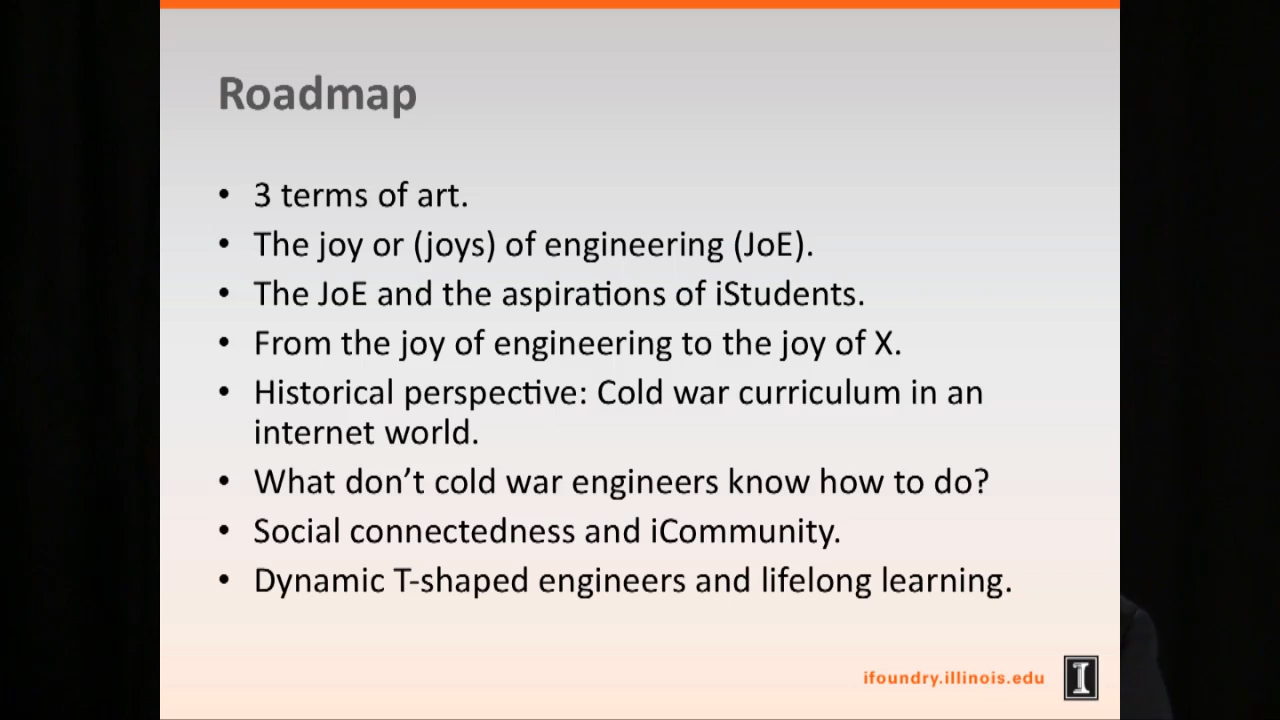 Roadmap
• 3 terms of art.
• The joy or (joys) of engineering (JoE).
• The JoE and the aspirations of iStudents.
• From the joy of engineering to the joy of X.
• Historical perspective: Cold war curriculum in an
internet world.
• What don’t cold war engineers know how to do?
• Social connectedness and iCommunity.
• Dynamic T-shaped engineers and lifelong learning.
ifoundry.illinois.edu
I